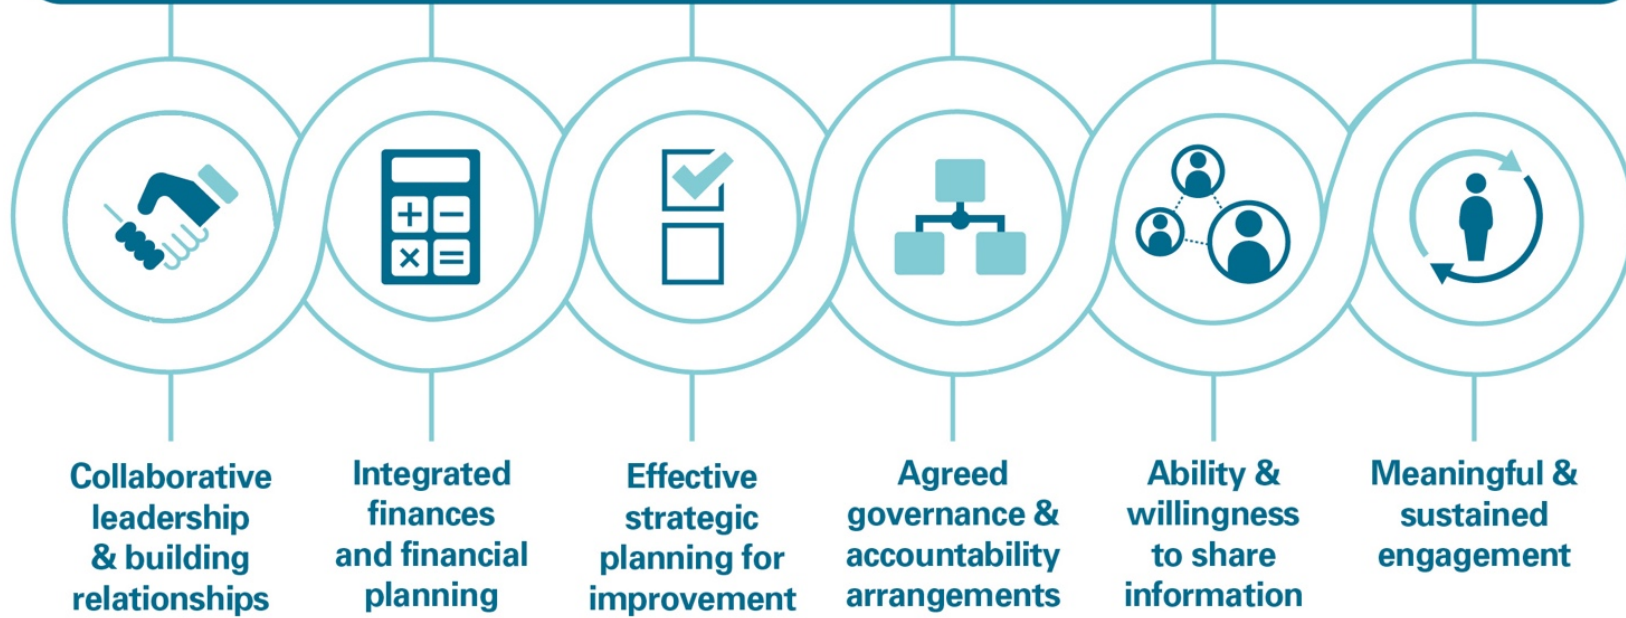 Collaborative
leadership
& building
relationships
Integrated
finances
and financial
planning
Effective
strategic
planning for
improvement
Agreed
governance &
accountability
arrangements
Ability &
willingness
to share
information
Meaningful &
sustained
engagement